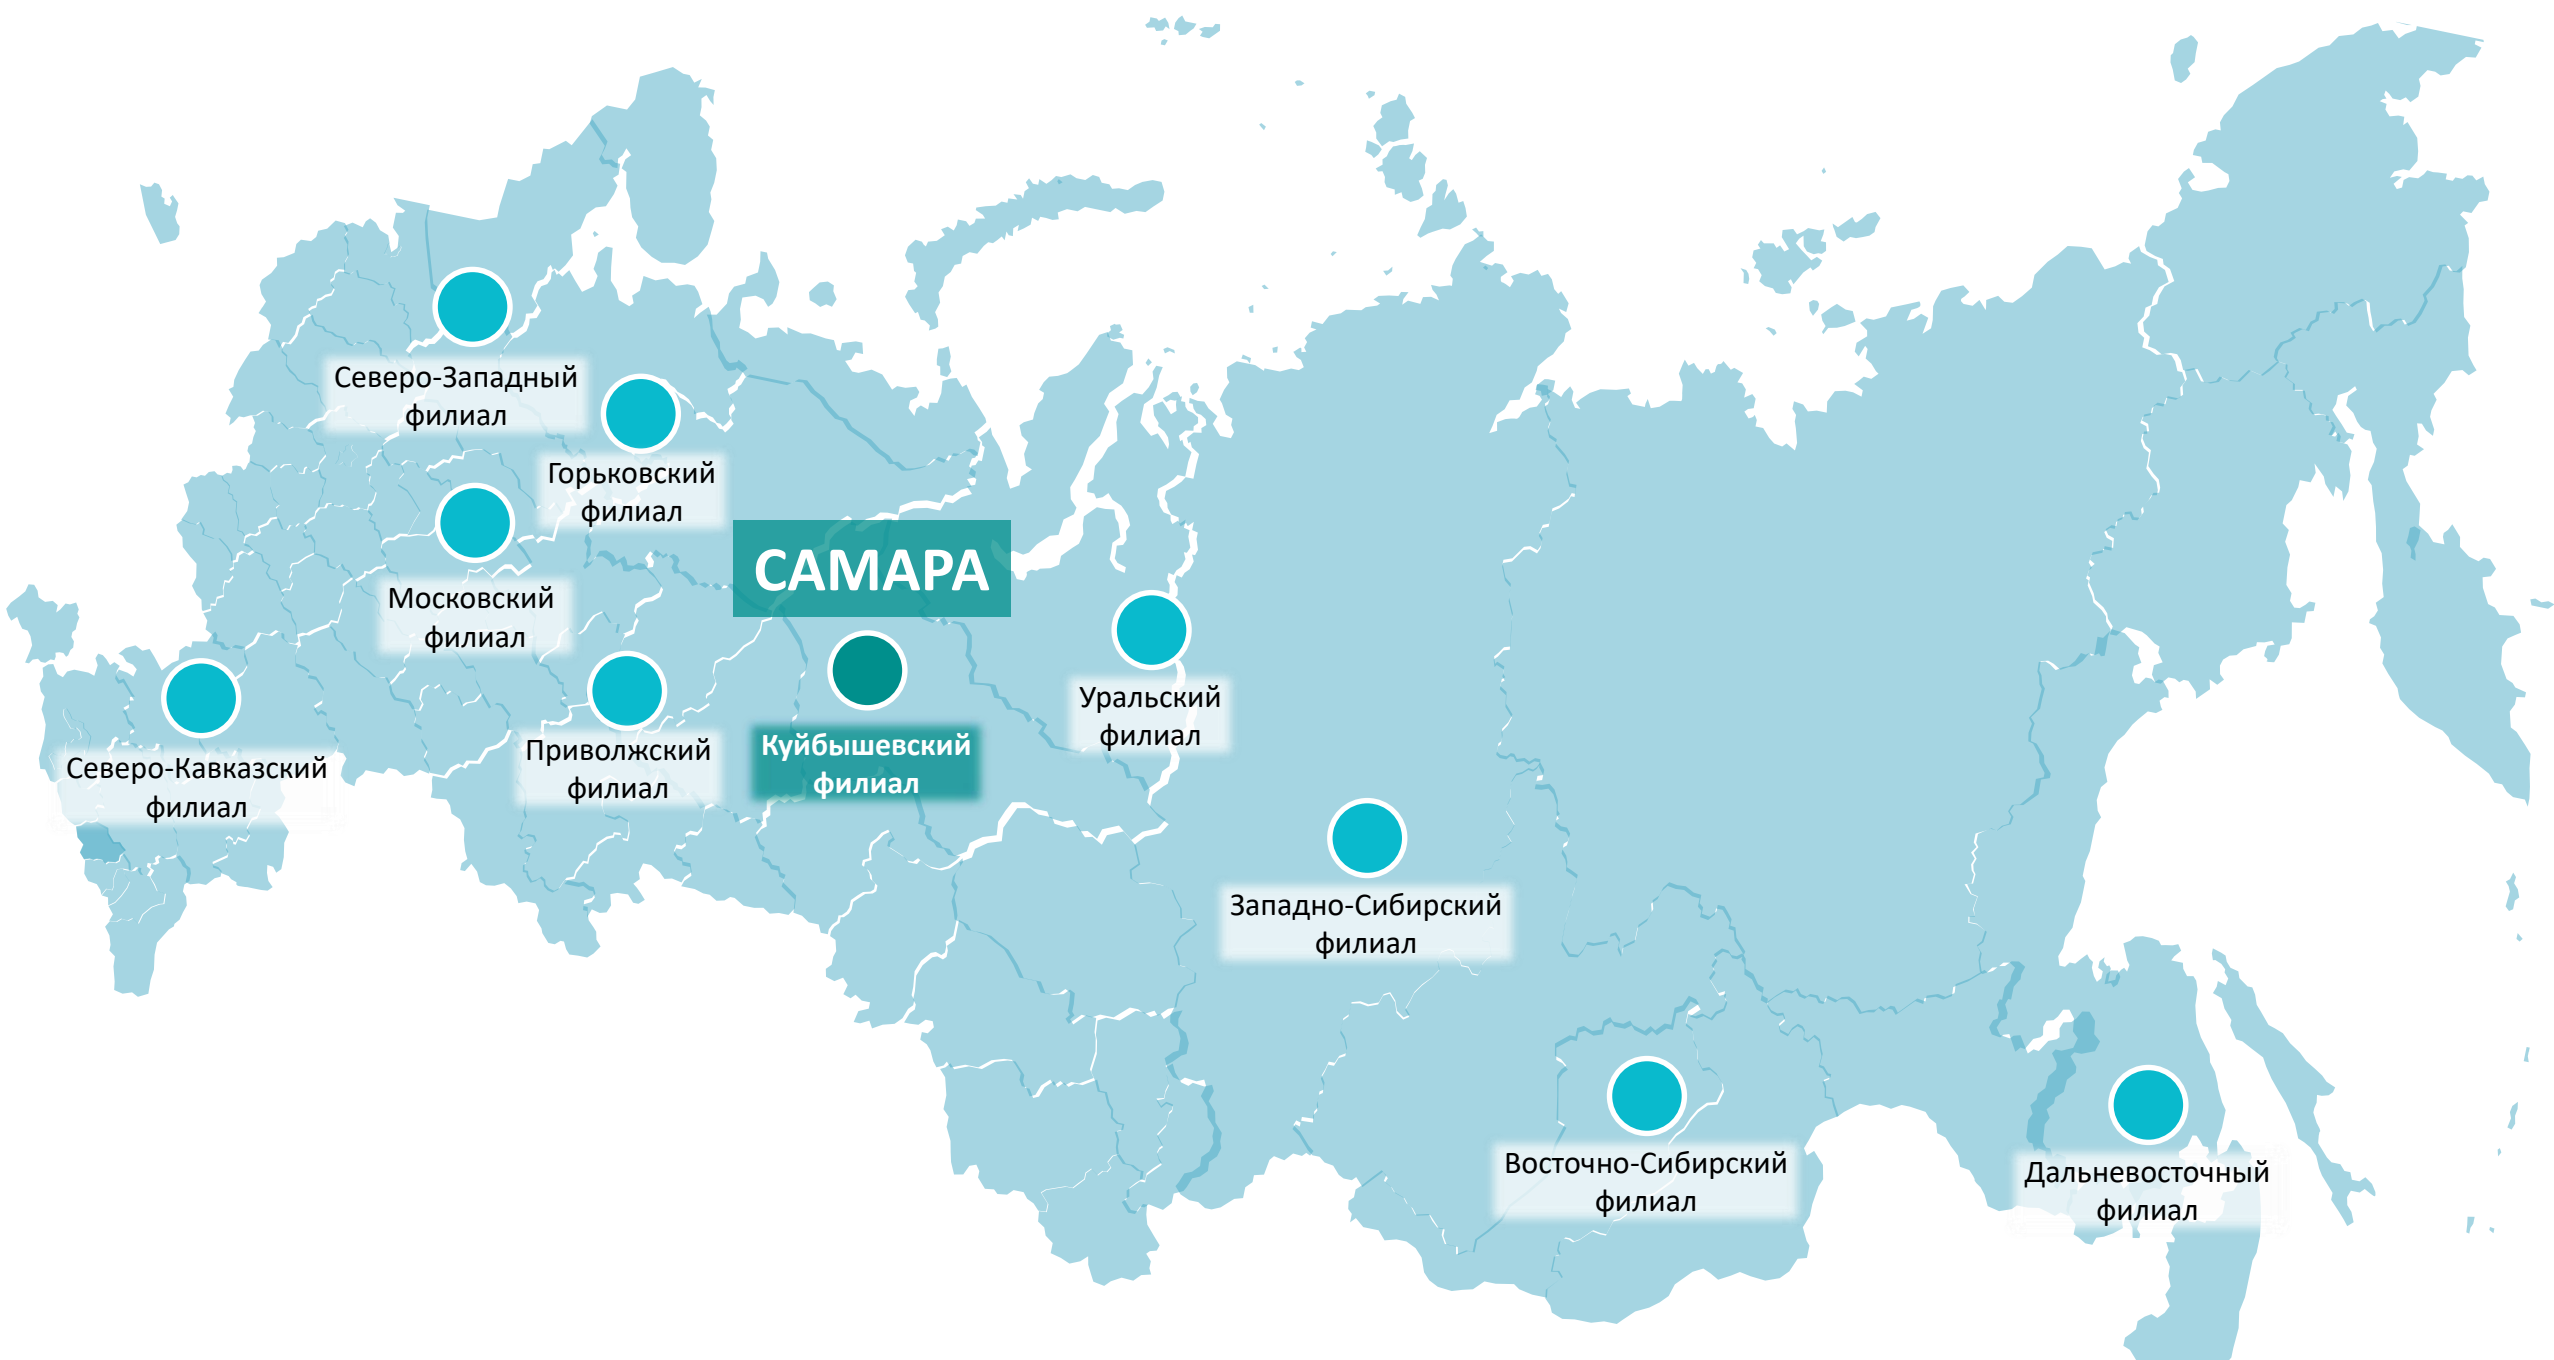 Северо-Западный
филиал
Горьковский
филиал
САМАРА
Московский
филиал
Уральский
филиал
Приволжский
филиал
Куйбышевский
филиал
Северо-Кавказский
филиал
Западно-Сибирский
филиал
Восточно-Сибирский
филиал
Дальневосточный
филиал